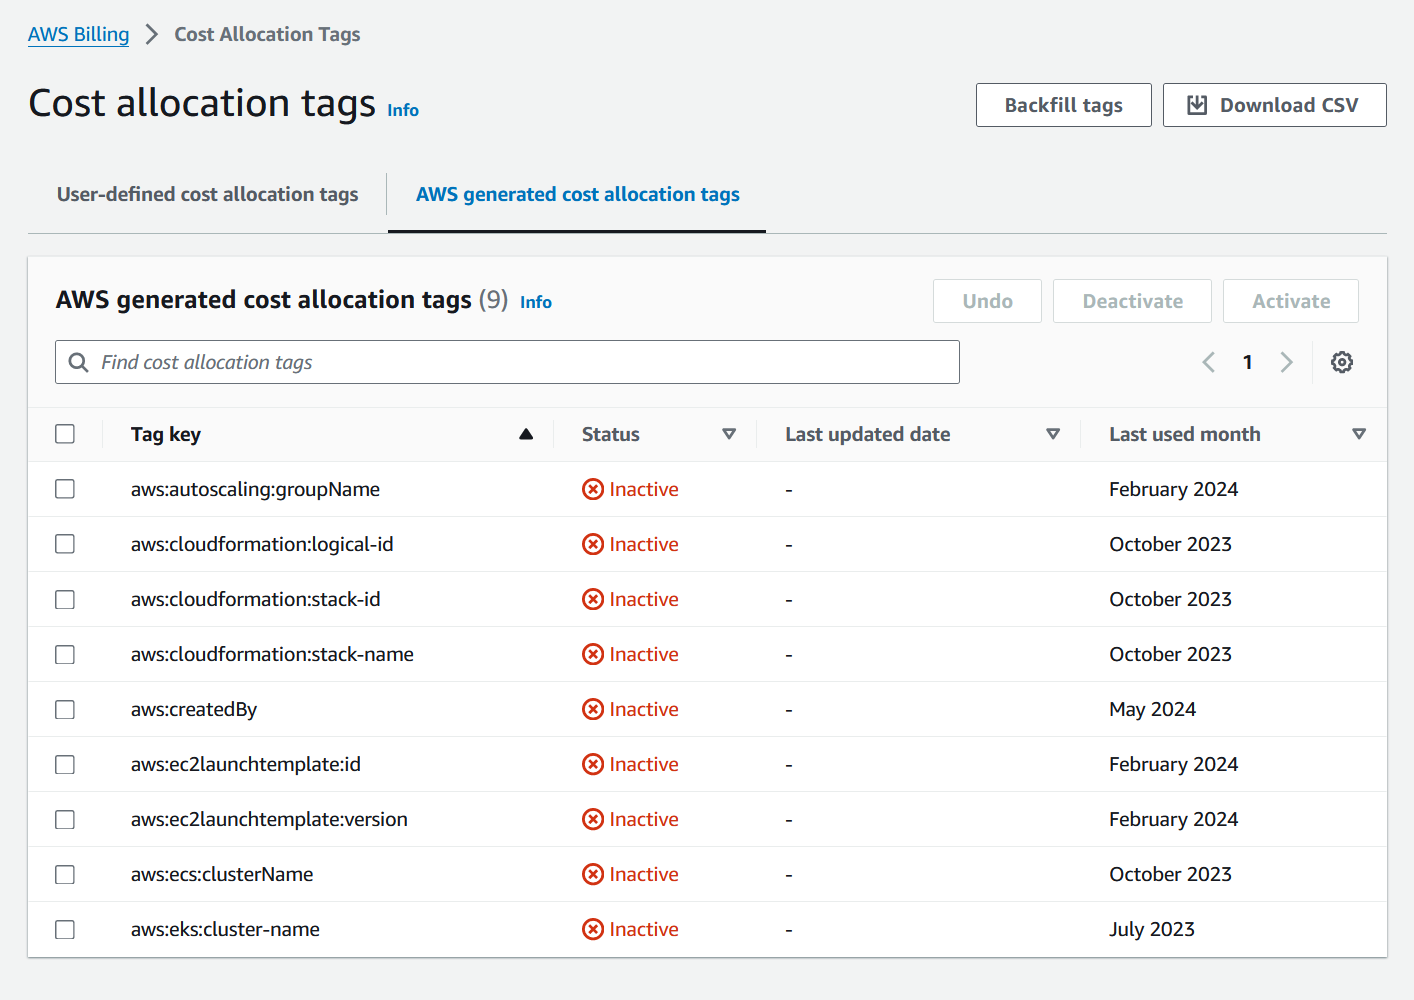 AWS Billing > Cost Allocation Tags
Cost allocation tags Info
Backfill tags Download CSV
User-defined cost allocation tags AWS generated cost allocation tags
AWS generated cost allocation tags (9) Info
Undo Deactivate Activate
Find cost allocation tags
1
Tag key Status Last updated date Last used month
aws:autoscaling:groupName Inactive - February 2024
aws:cloudformation:logical-id Inactive - October 2023
aws:cloudformation:stack-id Inactive - October 2023
aws:cloudformation:stack-name Inactive - October 2023
aws:createdBy Inactive - May 2024
aws:ec2launchtemplate:id Inactive - February 2024
aws:ec2launchtemplate:version Inactive - February 2024
aws:ecs:clusterName Inactive - October 2023
aws:eks:cluster-name Inactive - July 2023